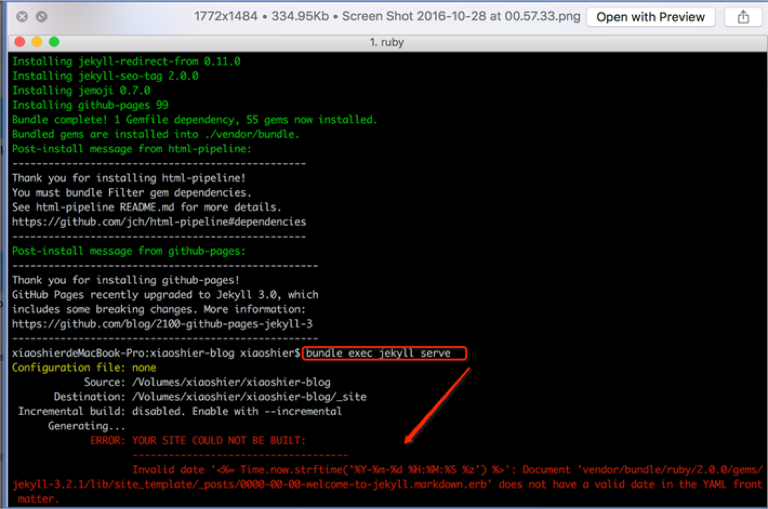 1772x1484 • 334.95Kb • Screen Shot 2016-10-28 at 00.57.33.png Open with Preview
1. ruby
Installing jekyll-redirect-from 0.11.0
Installing jekyll-seo-tag 2.0.0
Installing jemoji 0.7.0
Installing github-pages 99
Bundle complete! 1 Gemfile dependency, 55 gems now installed.
Bundled gems are installed into ./vendor/bundle.
Post-install message from html-pipeline:
-------------------------------------------------
Thank you for installing html-pipeline!
You must bundle Filter gem dependencies.
See html-pipeline README.md for more details.
https://github.com/jch/html-pipeline#dependencies
-------------------------------------------------
Post-install message from github-pages:
---------------------------------------------------
Thank you for installing github-pages!
GitHub Pages recently upgraded to Jekyll 3.0, which
includes some breaking changes. More information:
https://github.com/blog/2100-github-pages-jekyll-3
---------------------------------------------------
xiaoshierdeMacBook-Pro:xiaoshier-blog xiaoshier$ bundle exec jekyll serve
Configuration file: none
Source: /Volumes/xiaoshier/xiaoshier-blog
Destination: /Volumes/xiaoshier/xiaoshier-blog/_site
Incremental build: disabled. Enable with --incremental
Generating...
ERROR: YOUR SITE COULD NOT BE BUILT:
------------------------------------
Invalid date '<%= Time.now.strftime('%Y-%m-%d %H:%M:%S %z') %>': Document 'vendor/bundle/ruby/2.0.0/gems/
jekyll-3.2.1/lib/site_template/_posts/0000-00-00-welcome-to-jekyll.markdown.erb' does not have a valid date in the YAML front
matter.